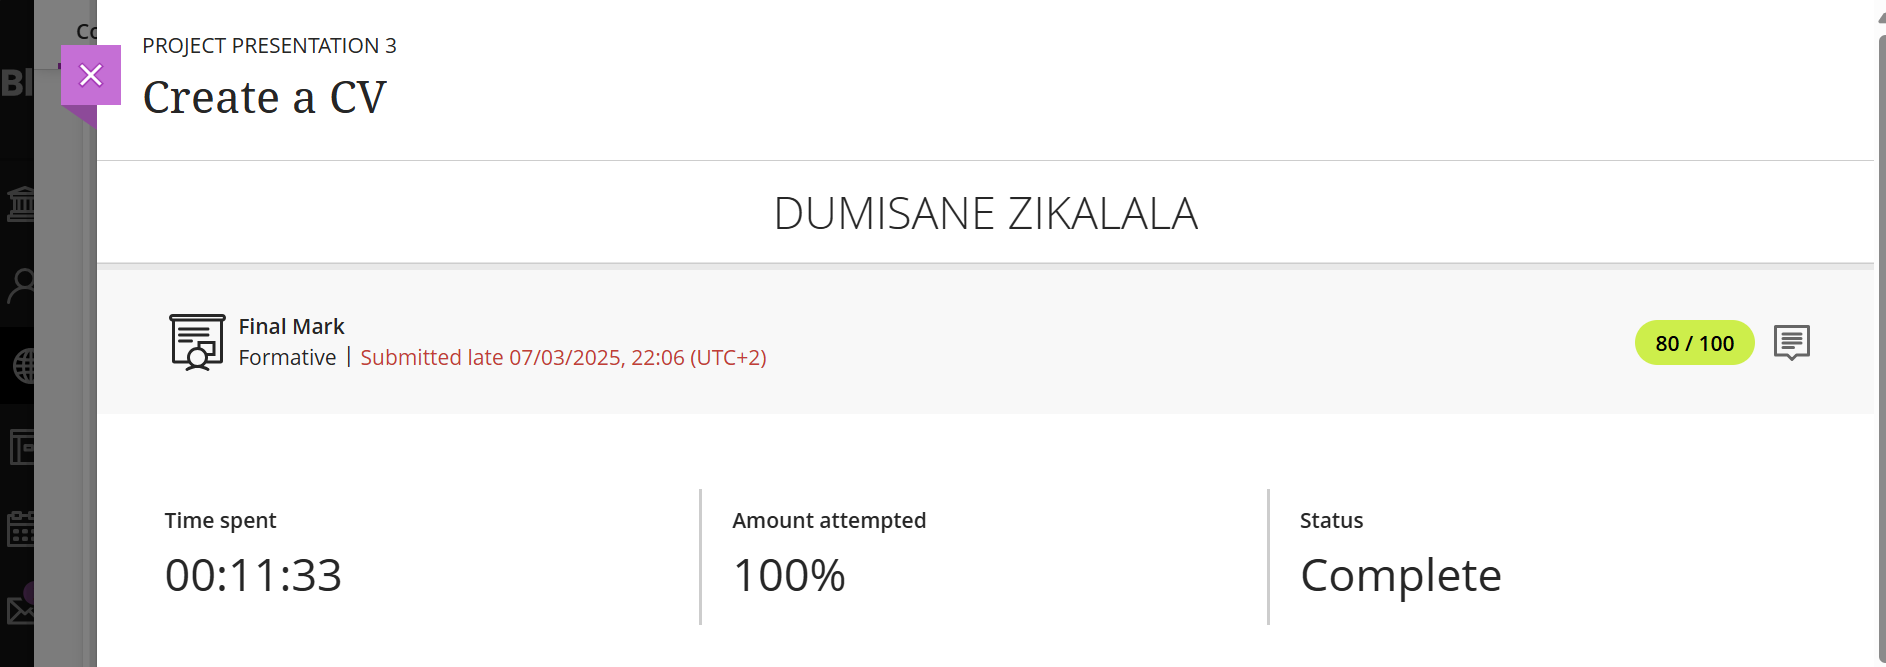 Co
Bl
PROJECT PRESENTATION 3
Create a CV
DUMISANE ZIKALALA
Final Mark
Formative | Submitted late 07/03/2025, 22:06 (UTC+2)
80 / 100
Time spent
Amount attempted
Status
00:11:33
100%
Complete